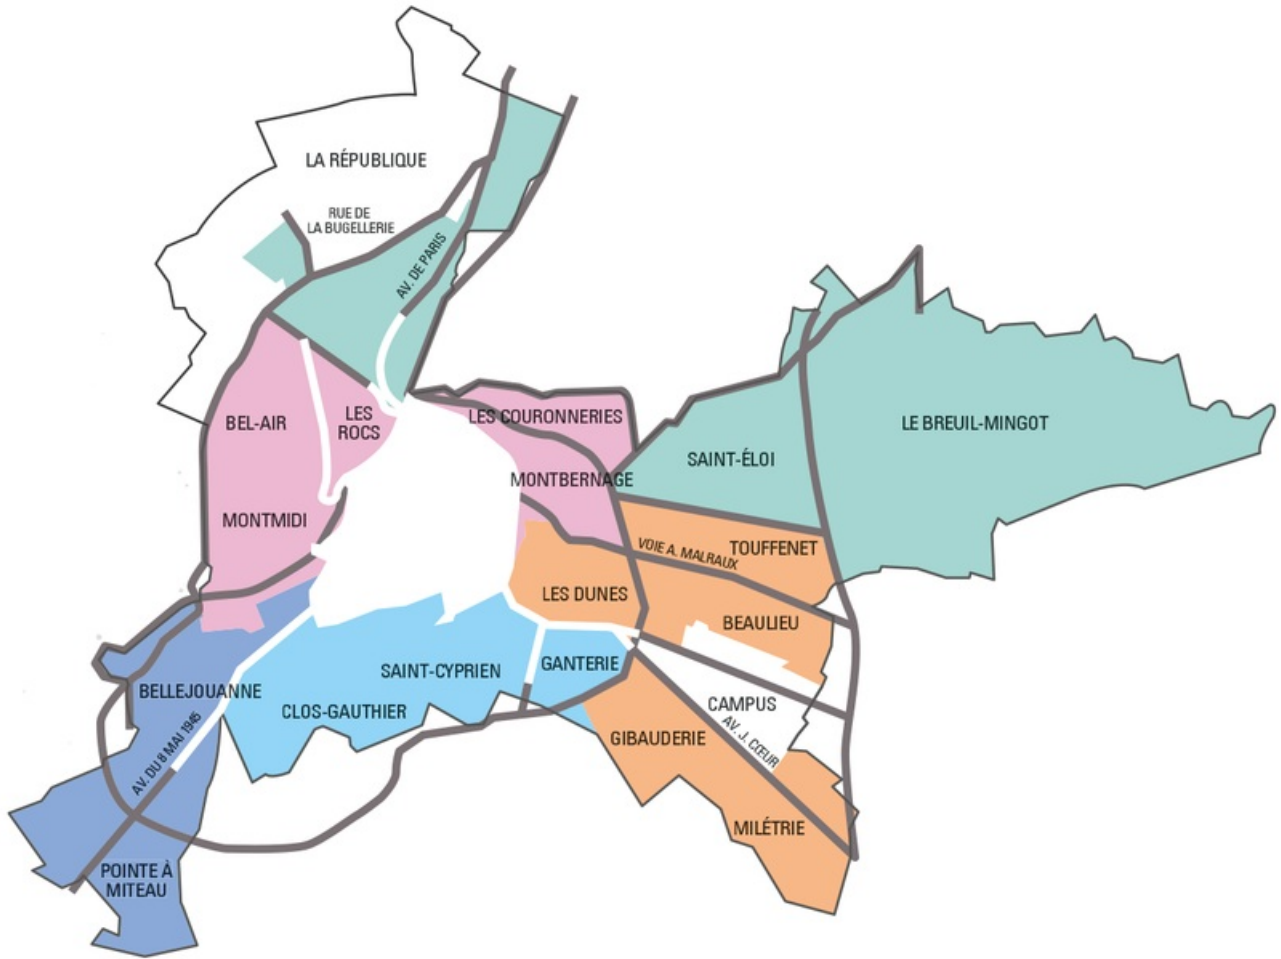 LA RÉPUBLIQUE
RUE DE
LA BUGELLERIE
AV. DE PARIS
BEL-AIR
LES
ROCS
LES COURONNERIES
LE BREUIL-MINGOT
SAINT-ÉLOI
MONTBERNAGE
MONTMIDI
VOIE A. MALRAUX
TOUFFENET
LES DUNES
BEAULIEU
SAINT-CYPRIEN
GANTERIE
BELLEJOUANNE
CLOS-GAUTHIER
CAMPUS
AV. J. CŒUR
GIBAUDERIE
AV. DU 8 MAI 1945
MILÉTRIE
POINTE À
MITEAU